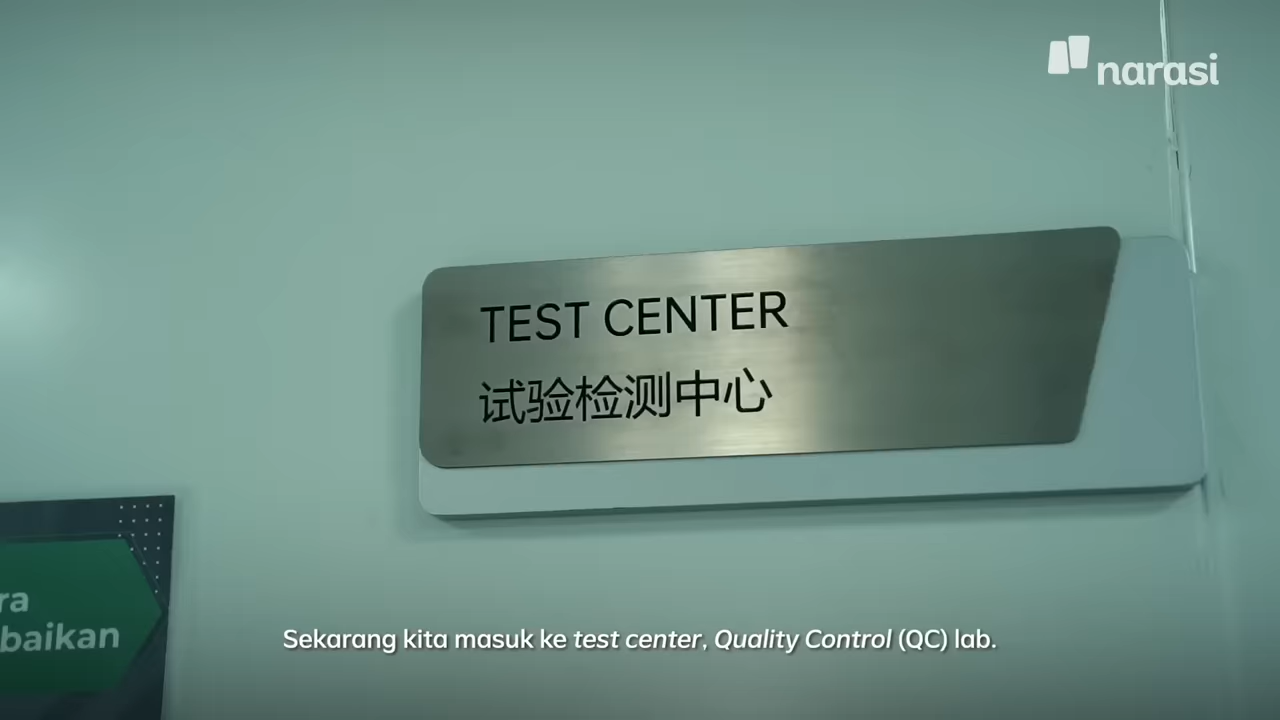 narasi
TEST CENTER
试验检测中心
ra
baikan
Sekarang kita masuk ke test center, Quality Control (QC) lab.